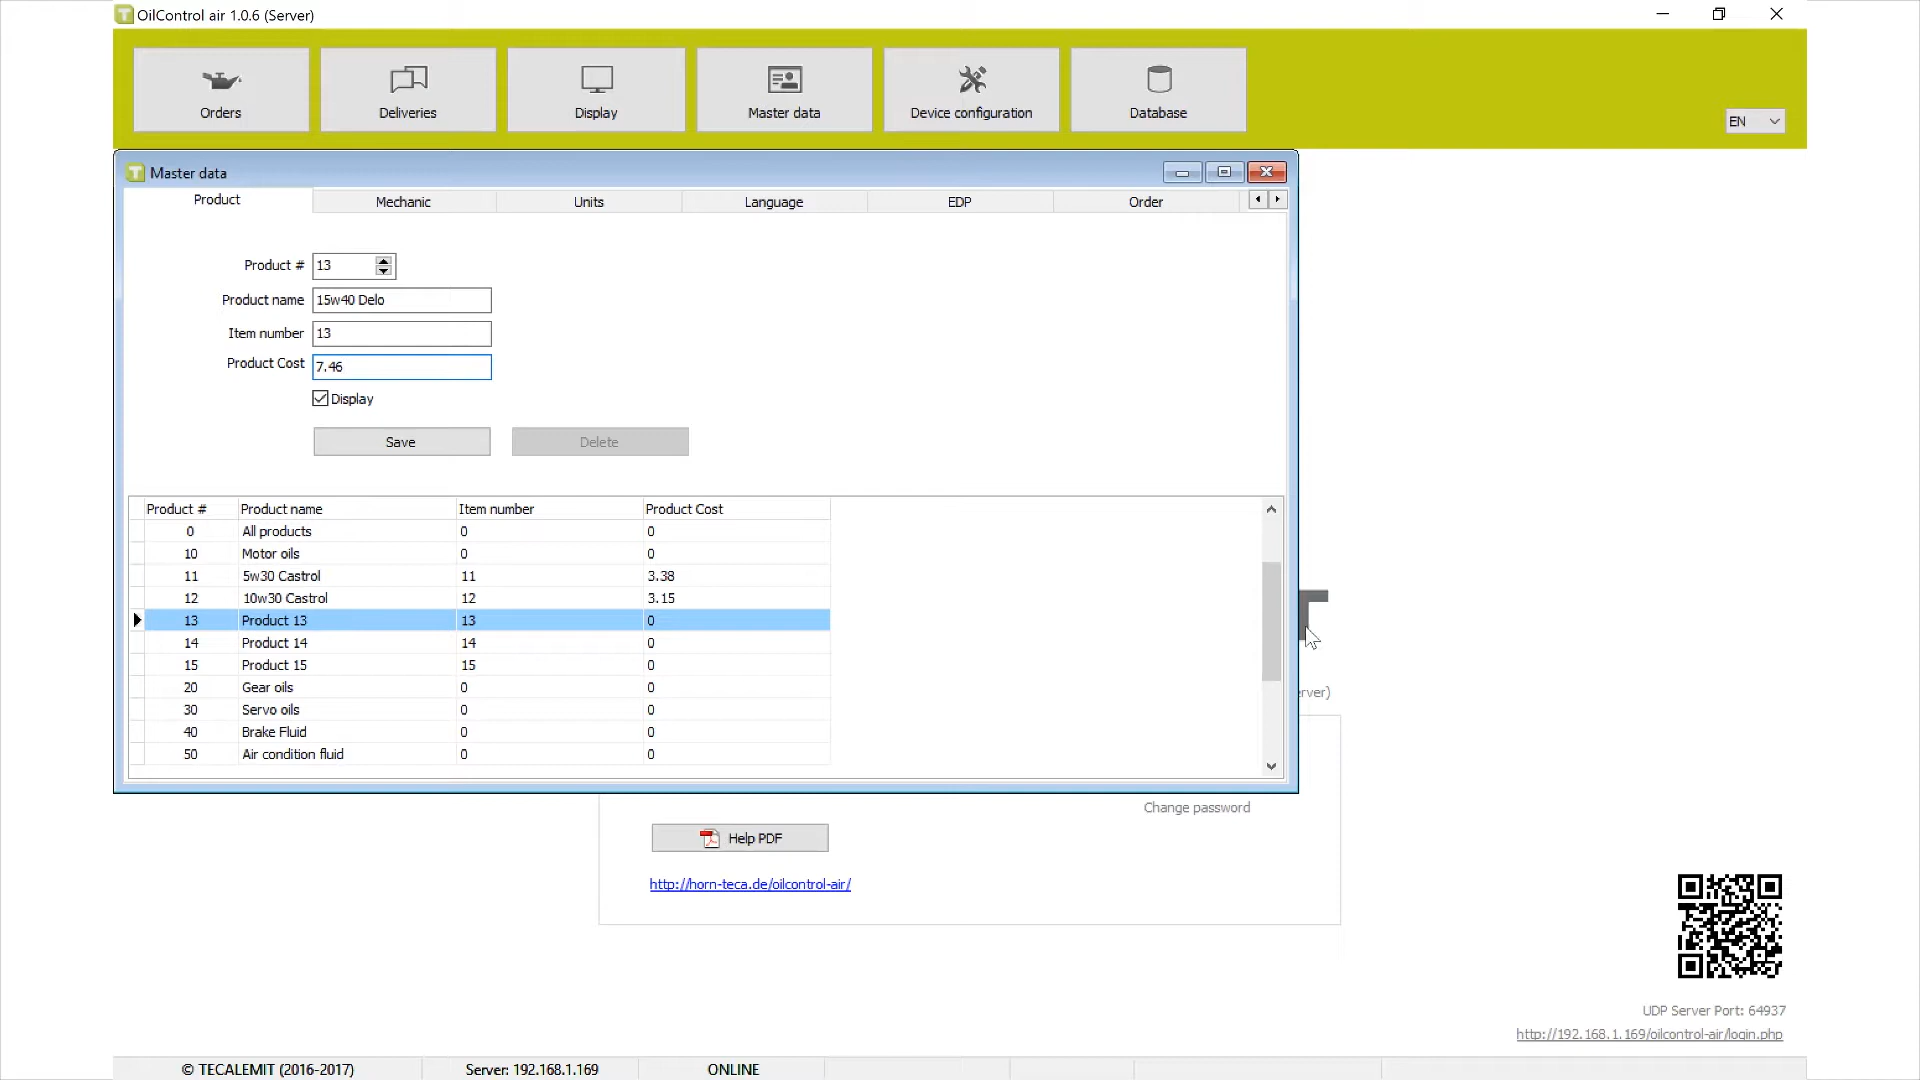 OilControl air 1.0.6 (Server)
Orders
Deliveries
Display
Master data
Device configuration
Database
EN
Master data
Product
Mechanic
Units
Language
EDP
Order
Product # 13
Product name 15w40 Delo
Item number 13
Product Cost 7.46
Display
Save
Delete
Product # Product name Item number Product Cost
0 All products 0 0
10 Motor oils 0 0
11 5w30 Castrol 11 3.38
12 10w30 Castrol 12 3.15
13 Product 13 13 0
14 Product 14 14 0
15 Product 15 15 0
20 Gear oils 0 0
30 Servo oils 0 0
40 Brake Fluid 0 0
50 Air condition fluid 0 0
erver)
Change password
Help PDF
http://horn-teca.de/oilcontrol-air/
UDP Server Port: 64937
http://192.168.1.169/oilcontrol-air/login.php
© TECALEMIT (2016-2017)
Server: 192.168.1.169
ONLINE